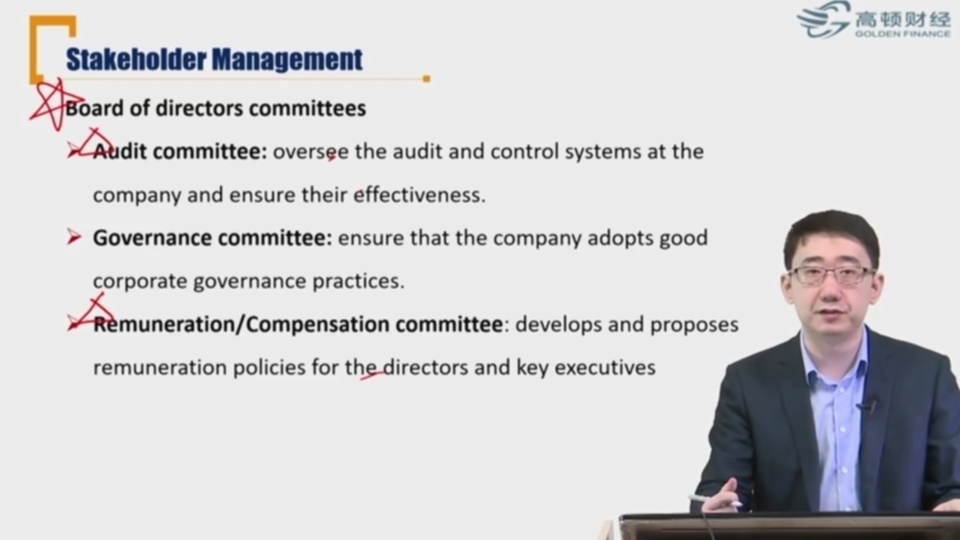 高顿财经
GOLDEN FINANCE
Stakeholder Management
Board of directors committees
Audit committee: oversee the audit and control systems at the
company and ensure their effectiveness.
Governance committee: ensure that the company adopts good
corporate governance practices.
Remuneration/Compensation committee: develops and proposes
remuneration policies for the directors and key executives